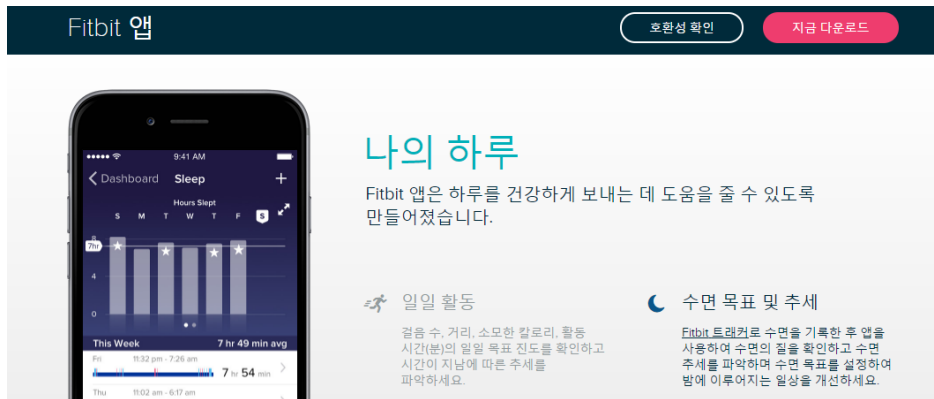 Fitbit 앱
호환성 확인
지금 다운로드
9:41 AM
Dashboard Sleep +
Hours Slept
S M T W T F S
8
7hr
4
0
This Week 7 hr 49 min avg
Fri 11:32 pm - 7:26 am
7 hr 54 min
Thu 11:02 am - 6:17 am
나의 하루
Fitbit 앱은 하루를 건강하게 보내는 데 도움을 줄 수 있도록
만들어졌습니다.
일일 활동
걸음 수, 거리, 소모한 칼로리, 활동
시간(분)의 일일 목표 진도를 확인하고
시간이 지남에 따른 추세를
파악하세요.
수면 목표 및 추세
Fitbit 트래커로 수면을 기록한 후 앱을
사용하여 수면의 질을 확인하고 수면
추세를 파악하며 수면 목표를 설정하여
밤에 이루어지는 일상을 개선하세요.